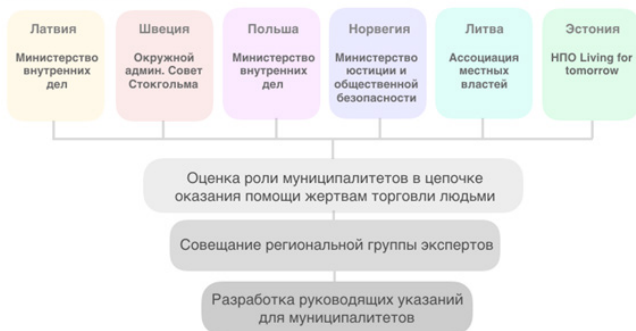 Латвия
Министерство
внутренних
дел
Швеция
Окружной
админ. Совет
Стокгольма
Польша
Министерство
внутренних
дел
Норвегия
Министерство
юстиции и
общественной
безопасности
Литва
Ассоциация
местных
властей
Эстония
НПО Living for
tomorrow
Оценка роли муниципалитетов в цепочке
оказания помощи жертвам торговли людьми
Совещание региональной группы экспертов
Разработка руководящих указаний
для муниципалитетов